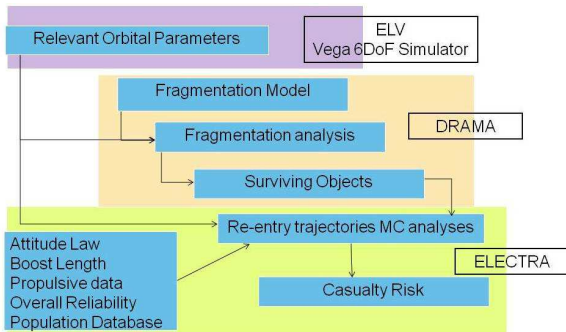 ELV
Vega 6DoF Simulator
Relevant Orbital Parameters
Fragmentation Model
Fragmentation analysis
DRAMA
Surviving Objects
Re-entry trajectories MC analyses
Attitude Law
Boost Length
Propulsive data
Overall Reliability
Population Database
ELECTRA
Casualty Risk